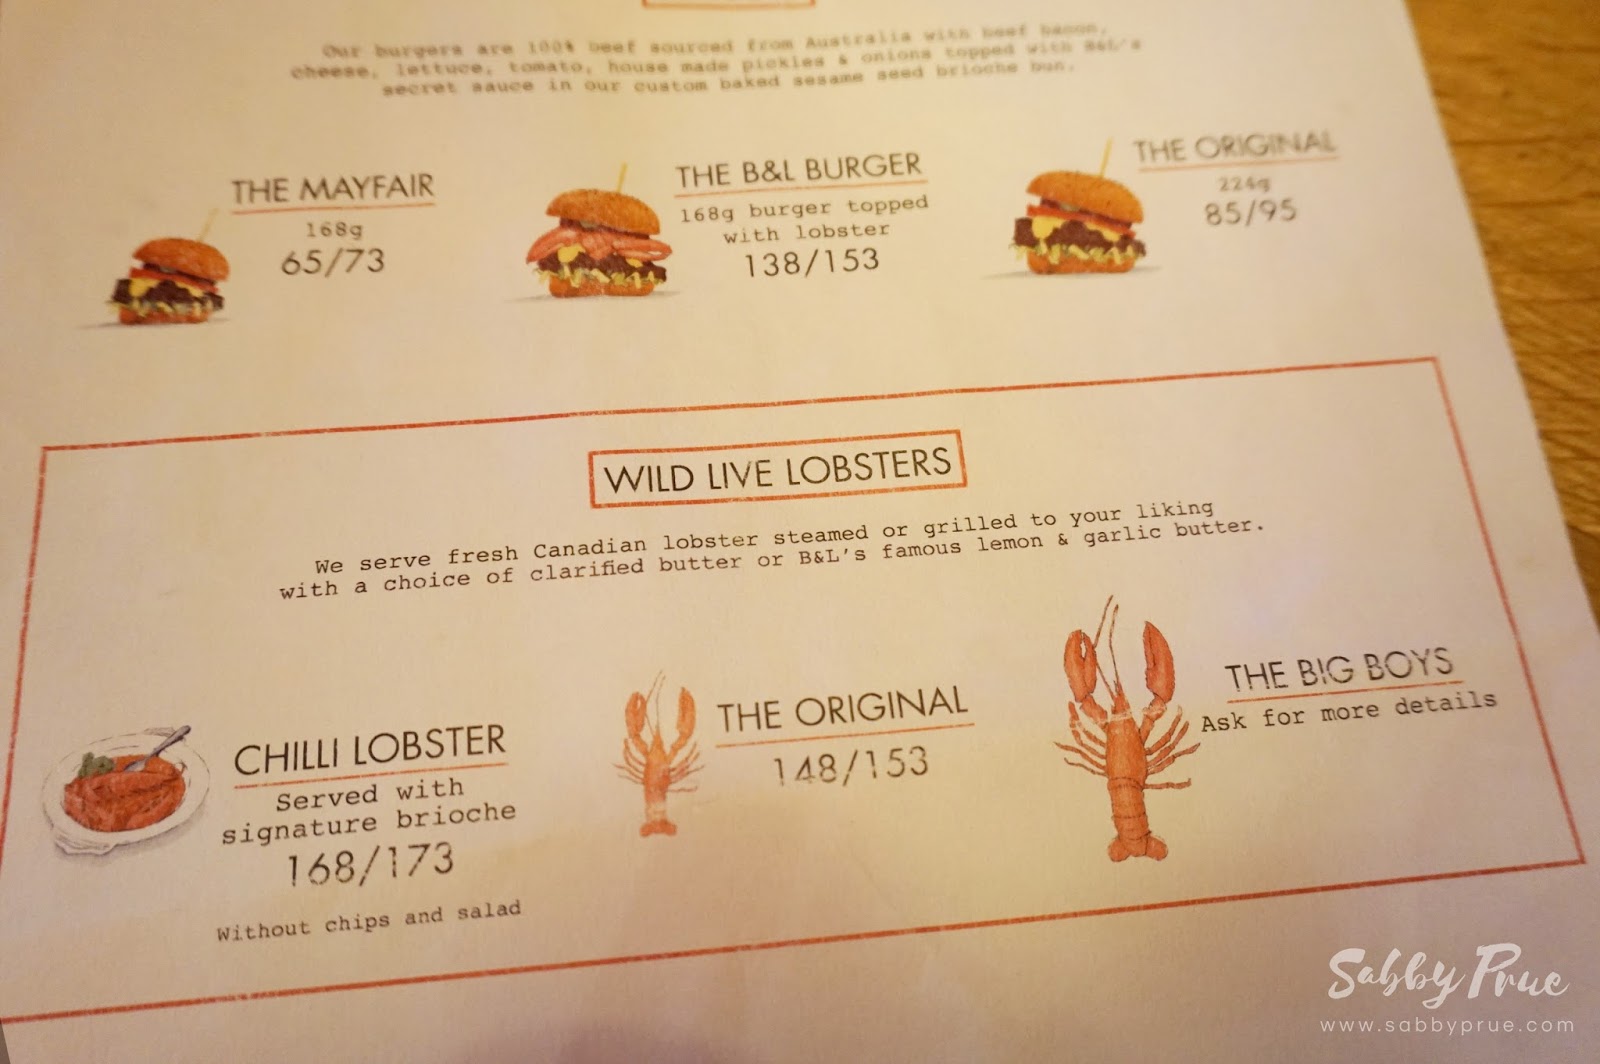 Our burgers are 100% beef sourced from Australia with beef bacon,
cheese, lettuce, tomato, house made pickles & onions topped with B&L's
secret sauce in our custom baked sesame seed brioche bun.
THE MAYFAIR
168g
65/73
THE B&L BURGER
168g burger topped
with lobster
138/153
THE ORIGINAL
224g
85/95
WILD LIVE LOBSTERS
We serve fresh Canadian lobster steamed or grilled to your liking
with a choice of clarified butter or B&L's famous lemon & garlic butter.
CHILLI LOBSTER
Served with
signature brioche
168/173
Without chips and salad
THE ORIGINAL
148/153
THE BIG BOYS
Ask for more details
Sabby Prue
www.sabbyprue.com